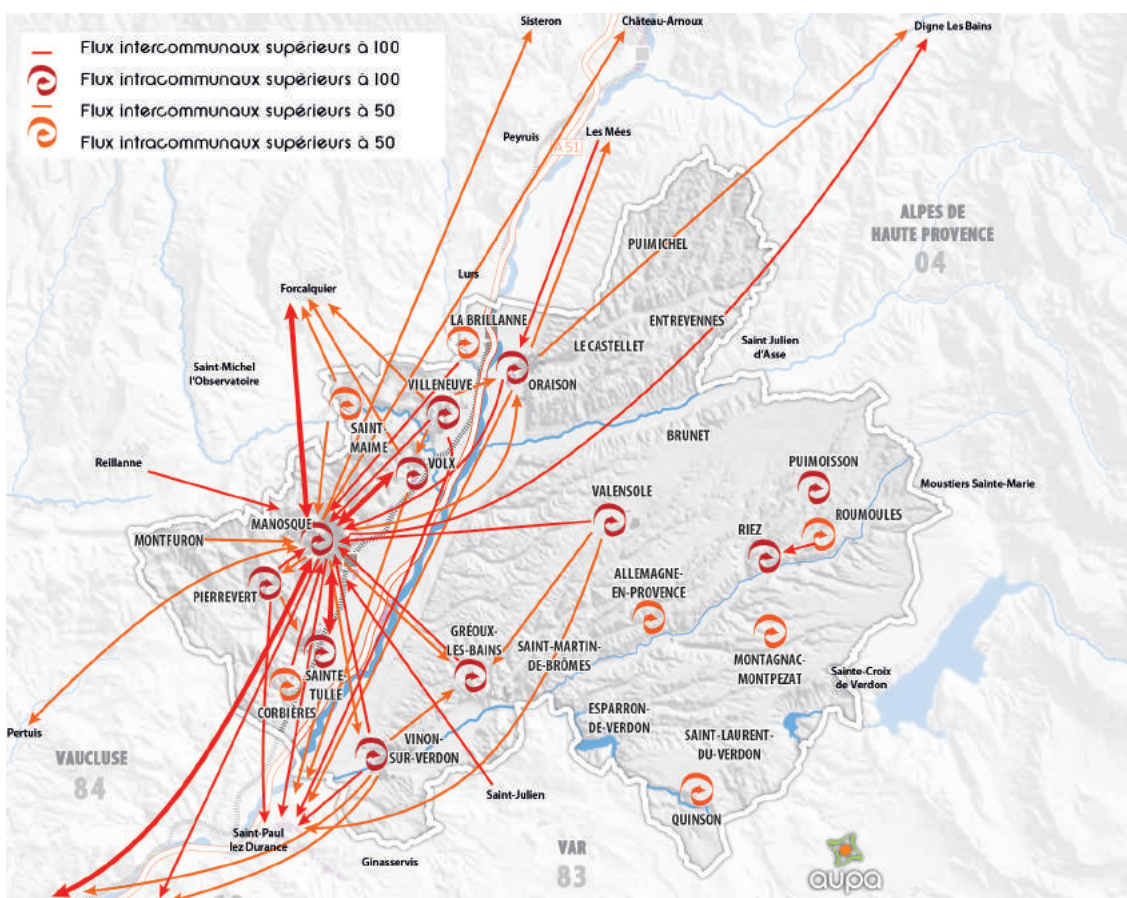 Sisteron
Château-Arnoux
Digne Les Bains
Flux intercommunaux supérieurs à 100
Flux intracommunaux supérieurs à 100
Flux intercommunaux supérieurs à 50
Flux intracommunaux supérieurs à 50
Peyruis
Les Mées
A 51
ALPES DE
HAUTE PROVENCE
04
PUIMICHEL
Lurs
Forcalquier
LA BRILLANNE
ENTREVENNES
LE CASTELLET
Saint Julien
d'Asse
Saint-Michel
l'Observatoire
VILLENEUVE
ORAISON
SAINT-
MAIME
BRUNET
Reillanne
VOLX
PUIMOISSON
Moustiers Sainte-Marie
VALENSOLE
ROUMOULES
MANOSQUE
MONTFURON
RIEZ
ALLEMAGNE-
EN-PROVENCE
PIERREVERT
GRÉOUX-
LES-BAINS
SAINT-MARTIN-
DE-BRÔMES
MONTAGNAC-
MONTPEZAT
Sainte-Croix
de Verdon
SAINTE-
TULLE
CORBIÈRES
ESPARRON-
DE-VERDON
Pertuis
VINON-
SUR-VERDON
SAINT-LAURENT-
DU-VERDON
VAUCLUSE
84
Saint-Julien
QUINSON
Saint-Paul
lez Durance
Ginasservis
VAR
83
aupa